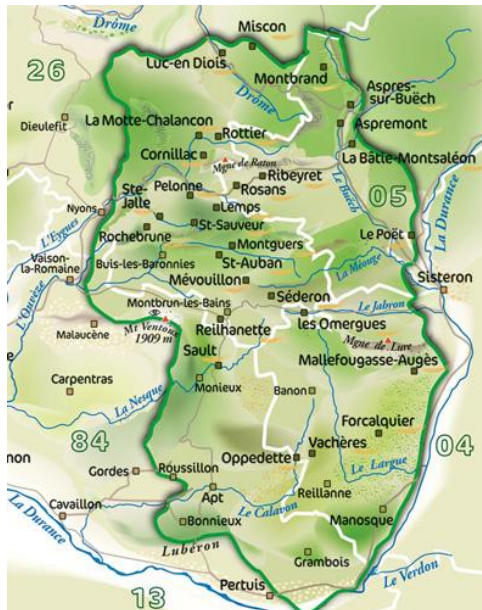 Drôme
Miscon
Luc-en Diois
26
Montbrand
Drôme
Aspres-
sur-Buëch
Dieulefit
La Motte-Chalancon
Rottier
Aspremont
Cornillac
Mgne de Raton
La Bâtie-Montsaléon
Ribeyret
Le Buëch
05
Pelonne
Rosans
Ste-
Jalle
Lemps
La Durance
Nyons
L'Eygues
St-Sauveur
Rochebrune
Montguers
Le Poët
Vaison-
la-Romaine
Buis-les-Baronnies
St-Auban
La Méouge
Mévouillon
Sisteron
L'Ouvèze
Séderon
Montbrun-les-Bains
Le Jabron
Mt Ventoux
1909 m
Reilhanette
les Omergues
Malaucène
Mgne de Lure
Sault
Mallefougasse-Augès
Carpentras
La Nesque
Monieux
Banon
Forcalquier
84
Vachères
04
Oppedette
Le Largue
non
Gordes
Roussillon
Apt
Reillanne
Cavaillon
La Durance
Le Calavon
Manosque
Bonnieux
Lubéron
Grambois
Pertuis
Le Verdon
13